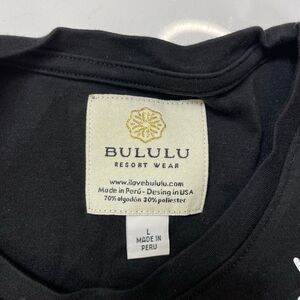 BULULU
RESORT WEAR
www.ilovebululu.com
Made in Perú - Desing in USA
70% algodón 30% poliester
L
MADE IN
PERU